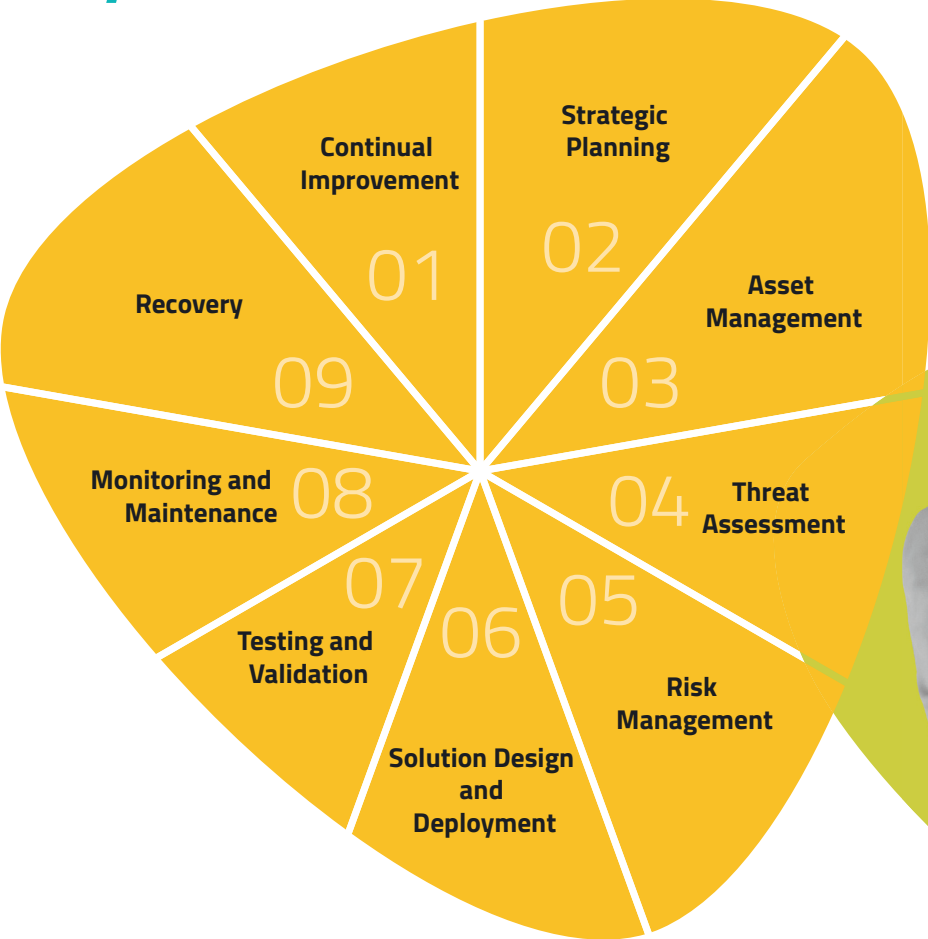 Continual
Improvement
01
Strategic
Planning
02
Asset
Management
03
Threat
Assessment
04
Risk
Management
05
Solution Design
and
Deployment
06
Testing and
Validation
07
Monitoring and
Maintenance
08
Recovery
09